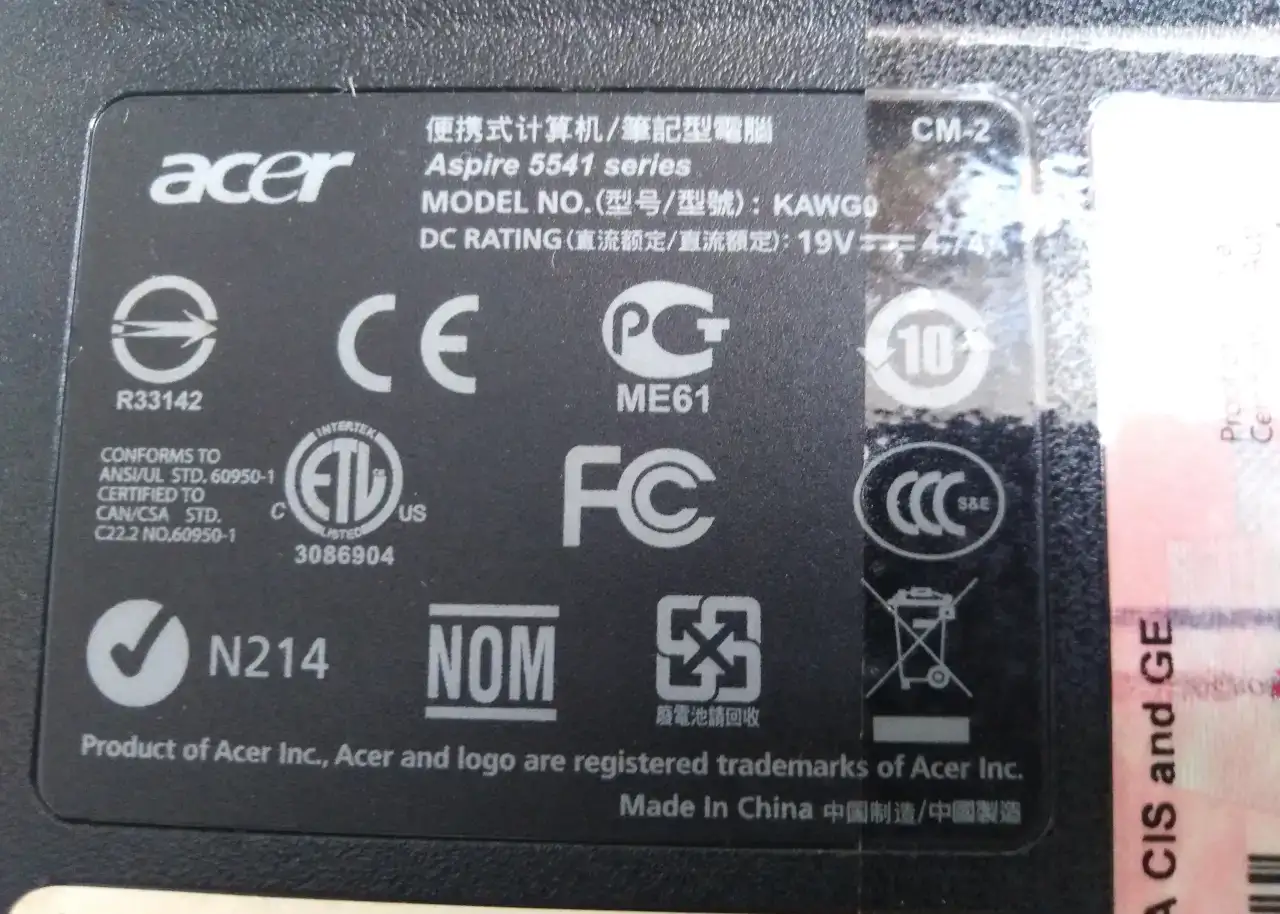 acer
便携式计算机/筆記型電腦
CM-2
Aspire 5541 series
MODEL NO.(型号/型號): KAWG0
DC RATING(直流额定/直流額定): 19V 4.74
R33142
CE
PCT
ME61
10
CONFORMS TO
ANSI/UL STD. 60950-1
CERTIFIED TO
CAN/CSA STD.
C22.2 NO.60950-1
INTERTEK
ETL
C US
LISTED
3086904
FC
CCC S&E
N214
NOM
廢電池請回收
Product of Acer Inc., Acer and logo are registered trademarks of Acer Inc.
Made In China 中国制造/中國製造
CIS and GE